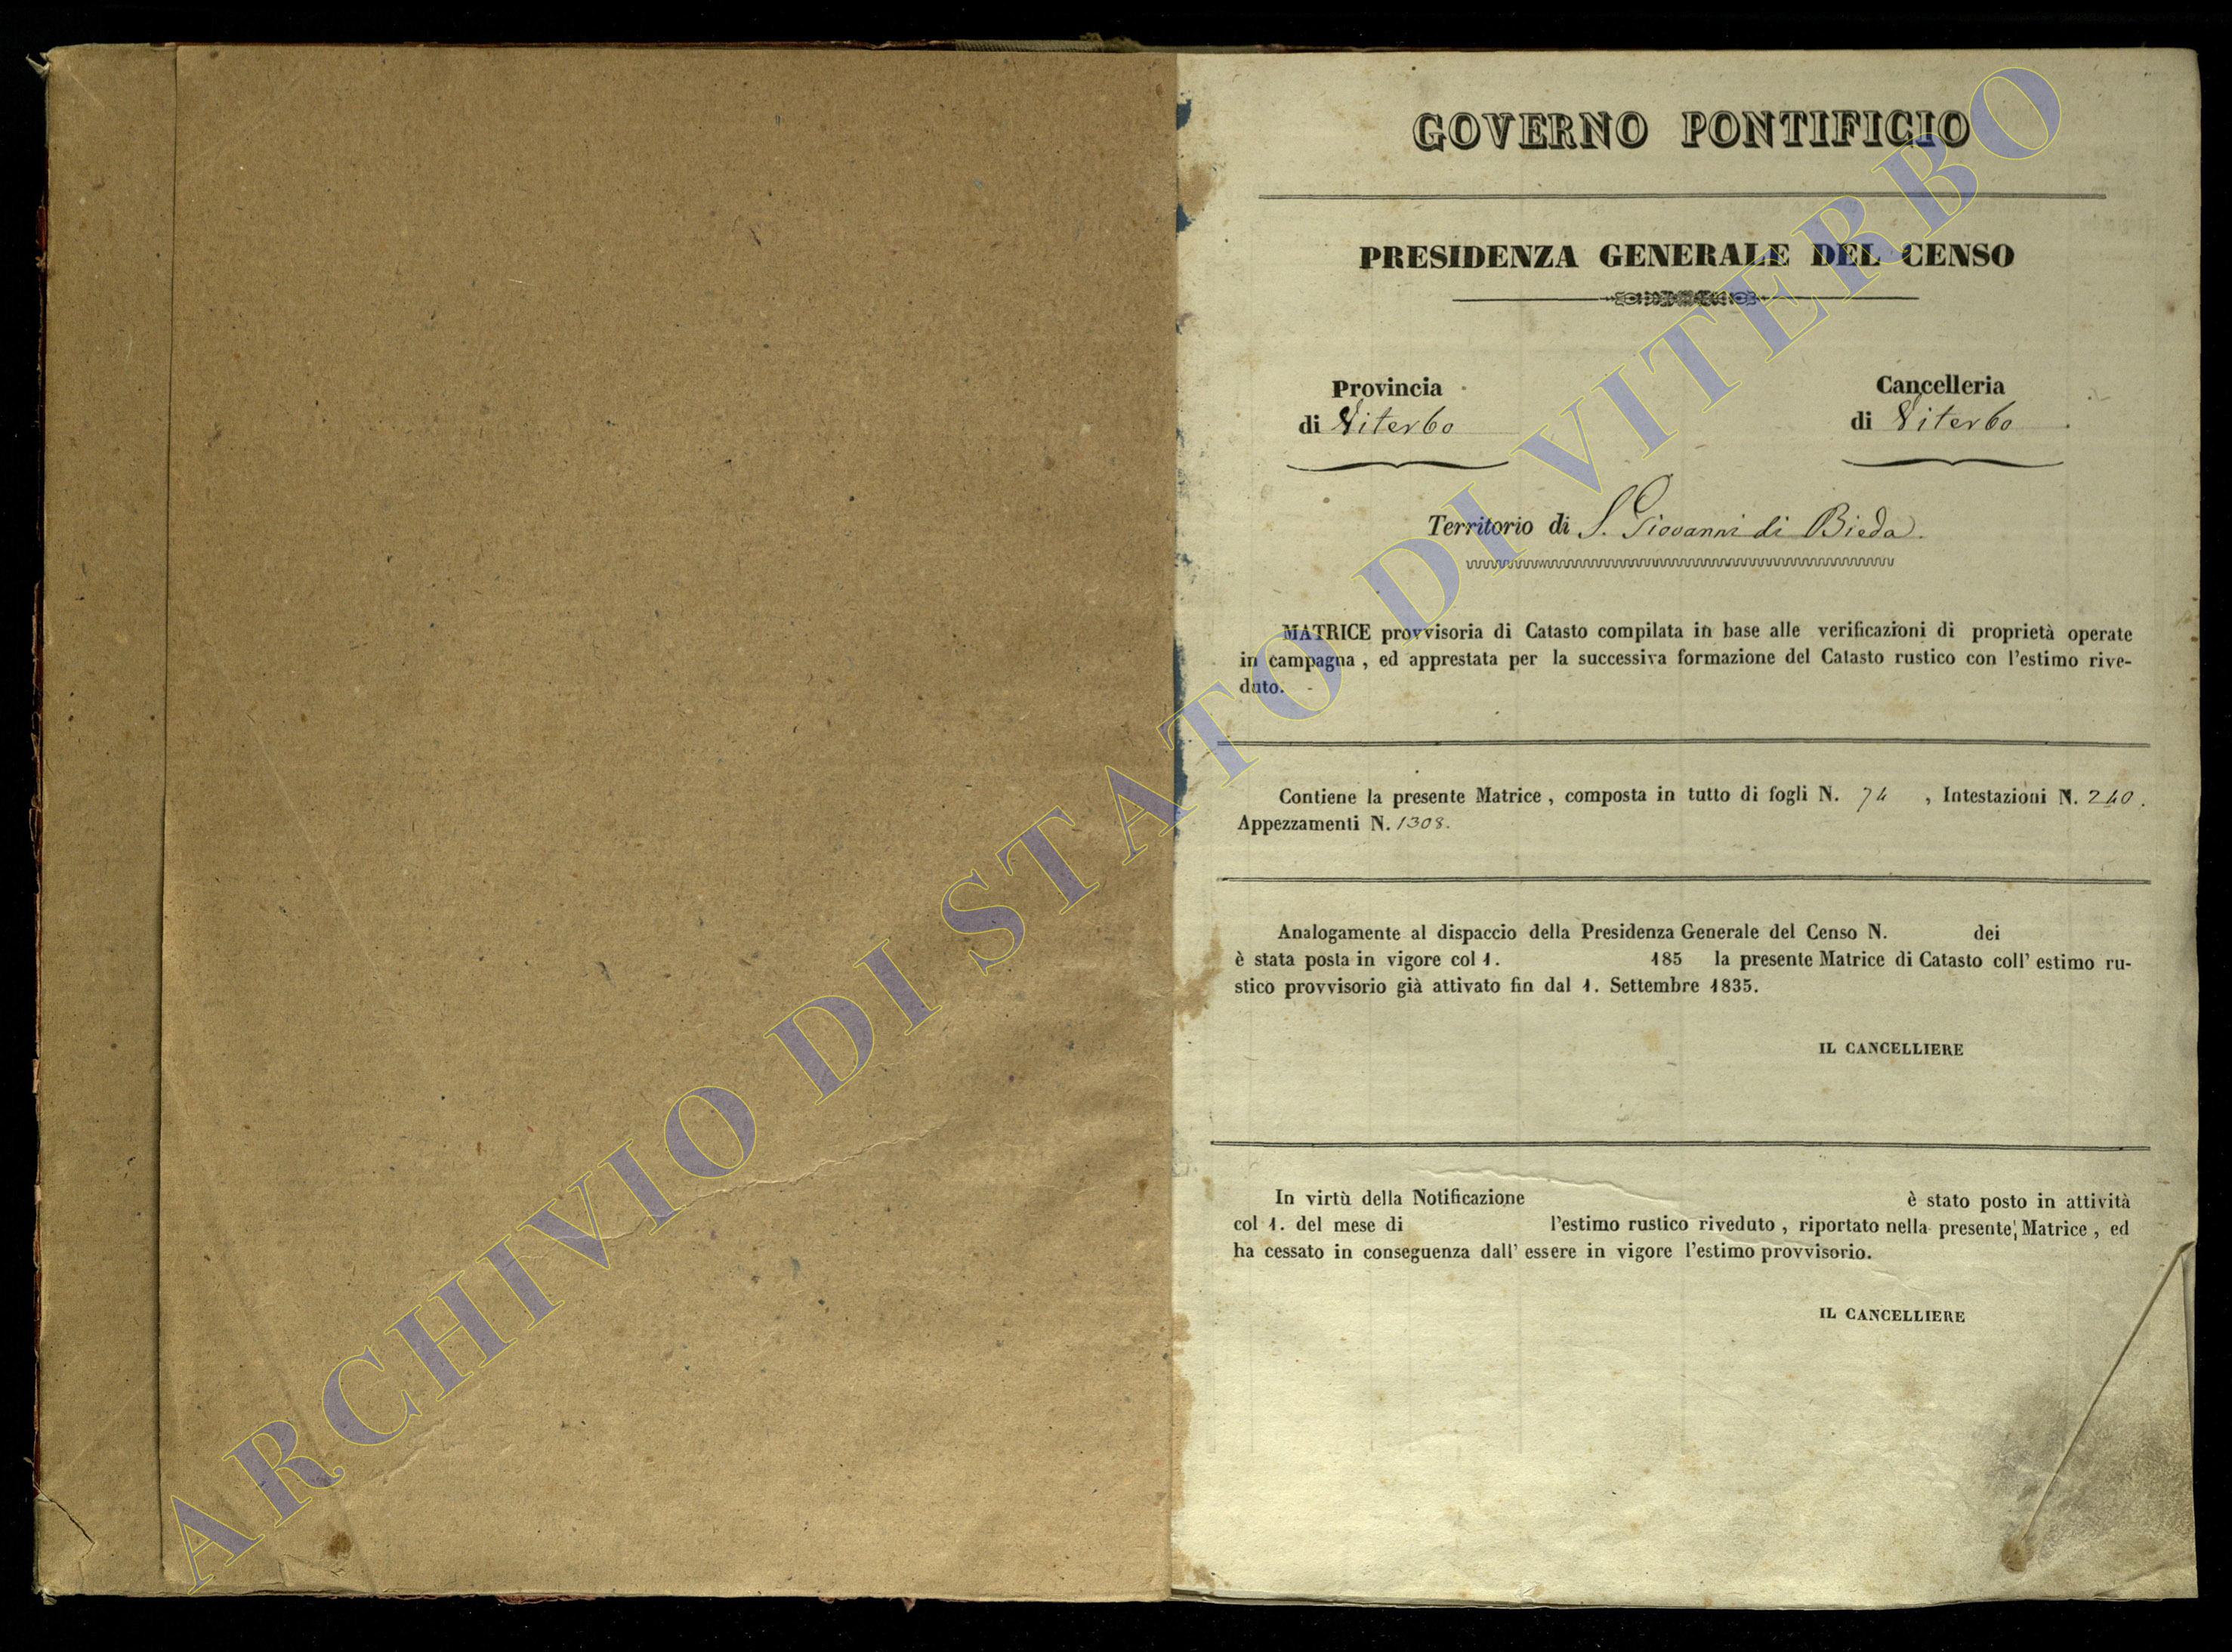 GOVERNO PONTIFICIO
PRESIDENZA GENERALE DEL CENSO
Provincia
di Viterbo
Cancelleria
di Viterbo
Territorio di S. Giovanni di Bieda.
MATRICE provvisoria di Catasto compilata in base alle verificazioni di proprietà operate
in campagna, ed apprestata per la successiva formazione del Catasto rustico con l'estimo rive-
duto.
Contiene la presente Matrice, composta in tutto di fogli N. 74, Intestazioni N. 240.
Appezzamenti N. 1308.
Analogamente al dispaccio della Presidenza Generale del Censo N. dei
è stata posta in vigore col 1. 185 la presente Matrice di Catasto coll' estimo ru-
stico provvisorio già attivato fin dal 1. Settembre 1835.
IL CANCELLIERE
In virtù della Notificazione è stato posto in attività
col 1. del mese di l'estimo rustico riveduto, riportato nella presente Matrice, ed
ha cessato in conseguenza dall' essere in vigore l'estimo provvisorio.
IL CANCELLIERE
ARCHIVIO DI STATO DI VITERBO